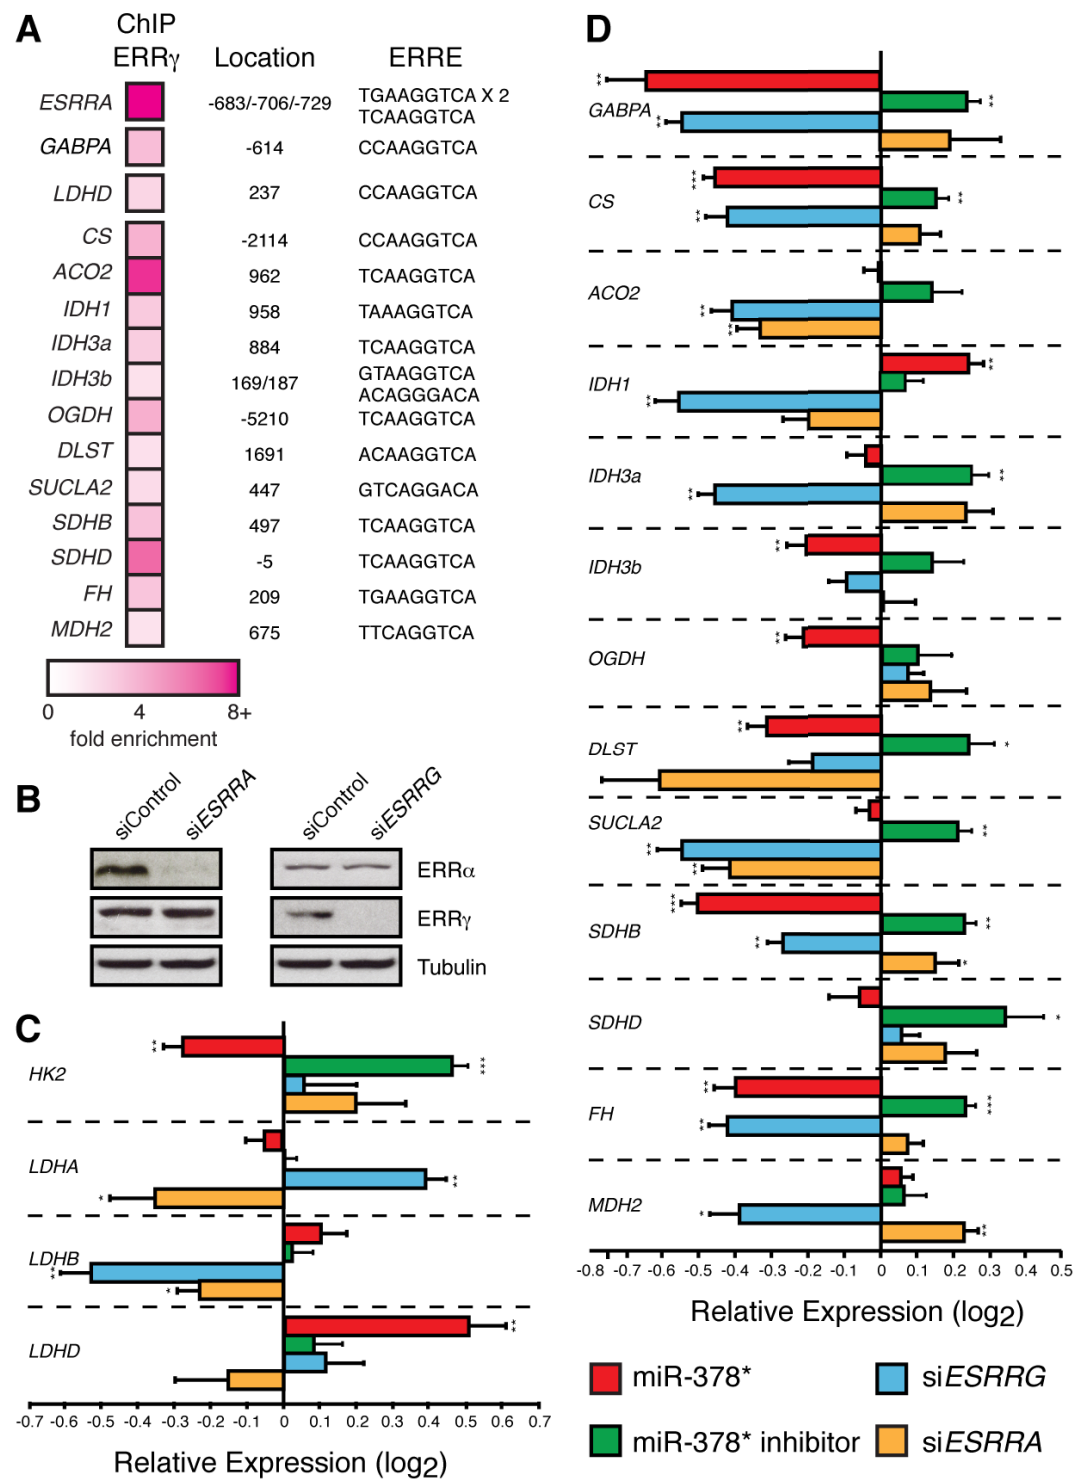 A
ChIP
ERRγ Location ERRE
ESRRA -683/-706/-729 TGAAGGTCA X 2
TCAAGGTCA
GABPA -614 CCAAGGTCA
LDHD 237 CCAAGGTCA
CS -2114 CCAAGGTCA
ACO2 962 TCAAGGTCA
IDH1 958 TAAAGGTCA
IDH3a 884 TCAAGGTCA
IDH3b 169/187 GTAAGGTCA
ACAGGGACA
OGDH -5210 TCAAGGTCA
DLST 1691 ACAAGGTCA
SUCLA2 447 GTCAGGACA
SDHB 497 TCAAGGTCA
SDHD -5 TCAAGGTCA
FH 209 TGAAGGTCA
MDH2 675 TTCAGGTCA
0 4 8+
fold enrichment
B
siControl siESRRA siControl siESRRG
ERRα
ERRγ
Tubulin
C
**
HK2 ***
LDHA **
*
LDHB **
*
**
LDHD
-0.7 -0.6 -0.5 -0.4 -0.3 -0.2 -0.1 0 0.1 0.2 0.3 0.4 0.5 0.6 0.7
Relative Expression (log2)
D
**
GABPA ** **
***
CS ** **
ACO2 **
**
**
IDH1 **
IDH3a ** **
**
IDH3b
**
OGDH
**
DLST *
SUCLA2 **
**
**
***
SDHB ** **
*
SDHD *
**
FH *** **
MDH2 * **
-0.8 -0.7 -0.6 -0.5 -0.4 -0.3 -0.2 -0.1 0 0.1 0.2 0.3 0.4 0.5
Relative Expression (log2)
miR-378* siESRRG
miR-378* inhibitor siESRRA